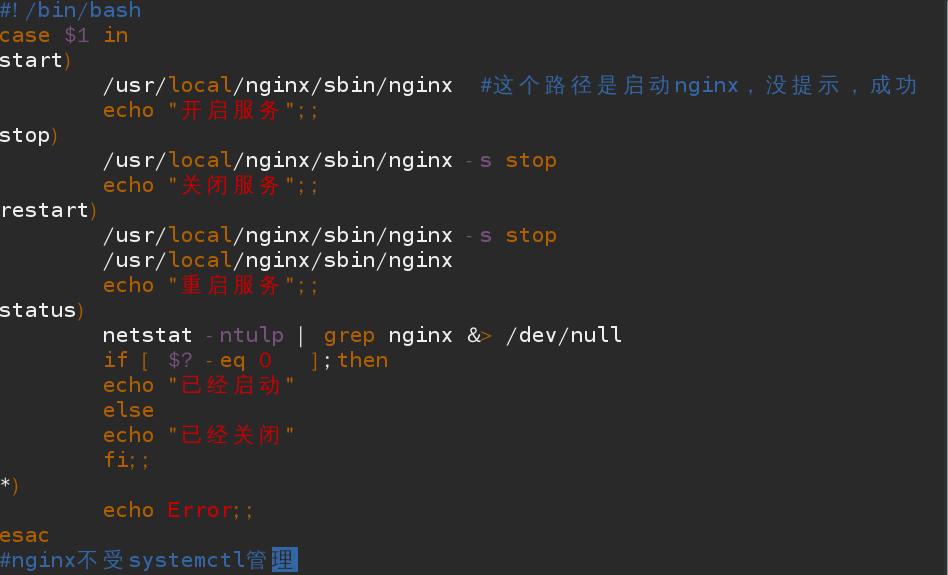 #!/bin/bash
case $1 in
start)
        /usr/local/nginx/sbin/nginx  #这个路径是启动nginx，没提示，成功
        echo "开启服务";;
stop)
        /usr/local/nginx/sbin/nginx -s stop
        echo "关闭服务";;
restart)
        /usr/local/nginx/sbin/nginx -s stop
        /usr/local/nginx/sbin/nginx
        echo "重启服务";;
status)
        netstat -ntulp | grep nginx &> /dev/null
        if [ $? -eq 0   ];then
        echo "已经启动"
        else
        echo "已经关闭"
        fi;;
*)
        echo Error;;
esac
#nginx不受systemctl管理